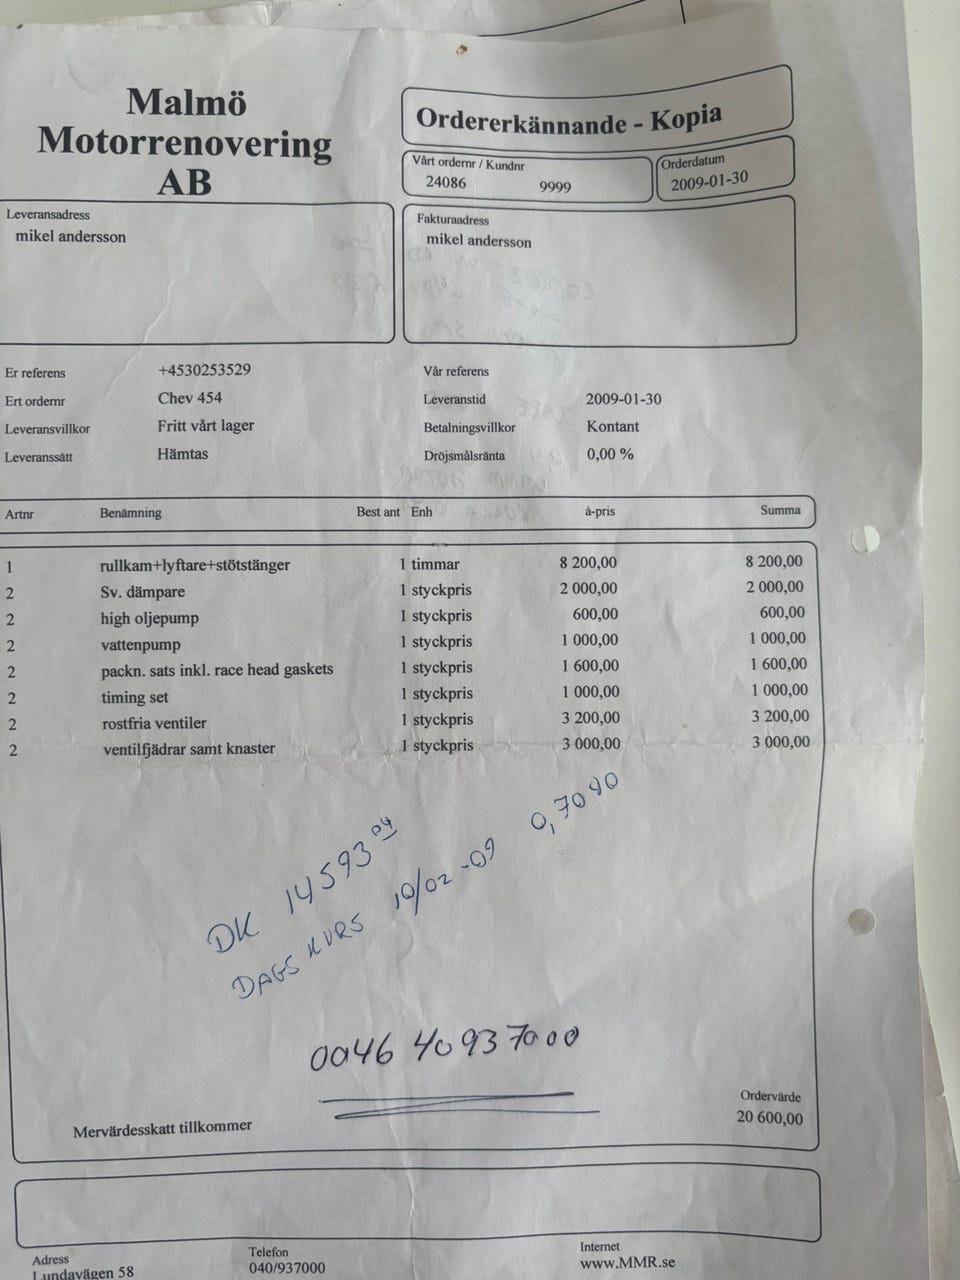 Malmö
Motorrenovering
AB
Ordererkännande - Kopia
Vårt ordernr / Kundnr
24086 9999
Orderdatum
2009-01-30
Leveransadress
mikel andersson
Fakturaadress
mikel andersson
Er referens +4530253529
Ert ordernr Chev 454
Leveransvillkor Fritt vårt lager
Leveranssätt Hämtas
Vår referens
Leveranstid 2009-01-30
Betalningsvillkor Kontant
Dröjsmålsränta 0,00 %
Artnr Benämning Best ant Enh à-pris Summa
1 rullkam+lyftare+stötstänger 1 timmar 8 200,00 8 200,00
2 Sv. dämpare 1 styckpris 2 000,00 2 000,00
2 high oljepump 1 styckpris 600,00 600,00
2 vattenpump 1 styckpris 1 000,00 1 000,00
2 packn. sats inkl. race head gaskets 1 styckpris 1 600,00 1 600,00
2 timing set 1 styckpris 1 000,00 1 000,00
2 rostfria ventiler 1 styckpris 3 200,00 3 200,00
2 ventilfjädrar samt knaster 1 styckpris 3 000,00 3 000,00
DK 14593 04
DAGS KURS 10/02 -09 0,7040
0046 40 937000
Mervärdesskatt tillkommer
Ordervärde
20 600,00
Adress
Lundavägen 58
Telefon
040/937000
Internet
www.MMR.se